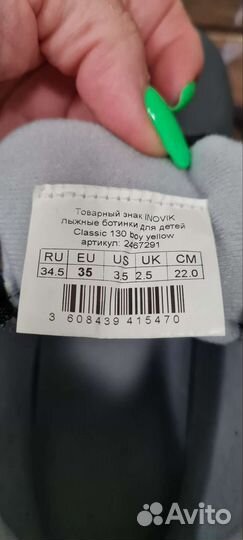 Товарный знак INOVIK
лыжные ботинки для детей
Classic 130 boy yellow
артикул: 2467291
RU EU US UK CM
34.5 35 3.5 2.5 22.0
3 608439 415470
Avito